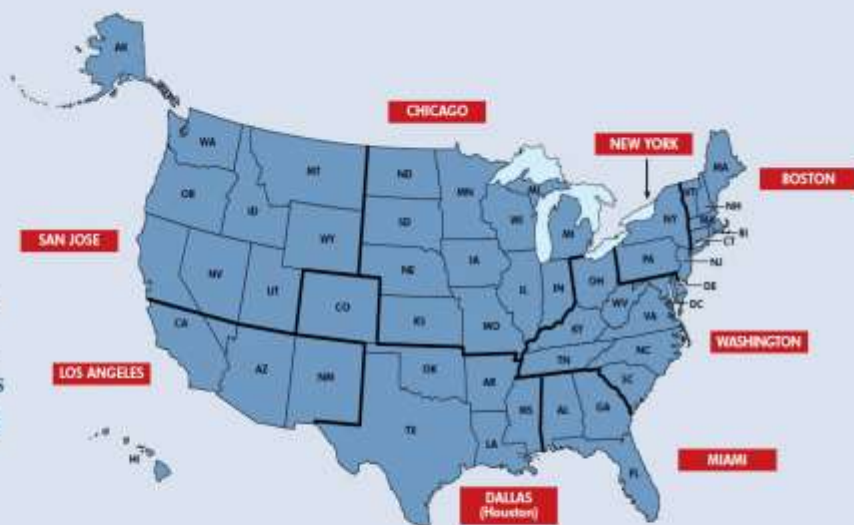 AK
CHICAGO
NEW YORK
BOSTON
SAN JOSE
LOS ANGELES
WASHINGTON
MIAMI
DALLAS
(Houston)
WA
MT
ND
MN
OR
ID
WY
SD
WI
MI
MI
NY
VT
MA
NH
MA
RI
CT
NJ
PA
DE
DC
NV
UT
CO
NE
IA
IL
IN
OH
WV
VA
KS
MO
KY
CA
AZ
NM
OK
AR
TN
NC
SC
TX
LA
MS
AL
GA
FL
HI
S